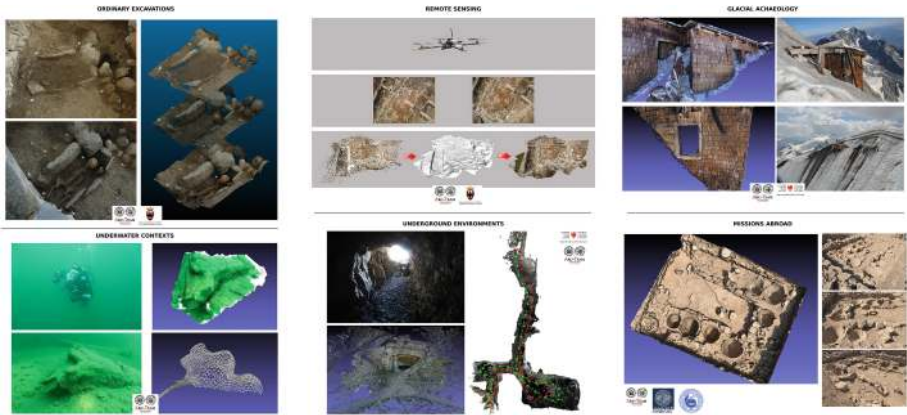 ORDINARY EXCAVATIONS
REMOTE SENSING
GLACIAL ACHAEOLOGY
UNDERWATER CONTEXTS
UNDERGROUND ENVIRONMENTS
MISSIONS ABROAD